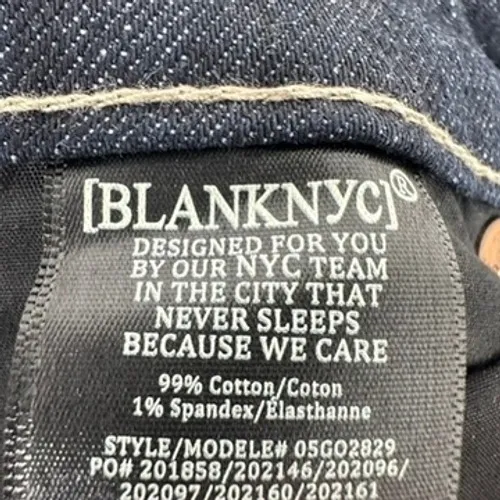 [BLANKNYC]®
DESIGNED FOR YOU
BY OUR NYC TEAM
IN THE CITY THAT
NEVER SLEEPS
BECAUSE WE CARE
99% Cotton/Coton
1% Spandex/Élasthanne
STYLE/MODELE# 05GO2829
PO# 201858/202146/202096/
202097/202160/202161